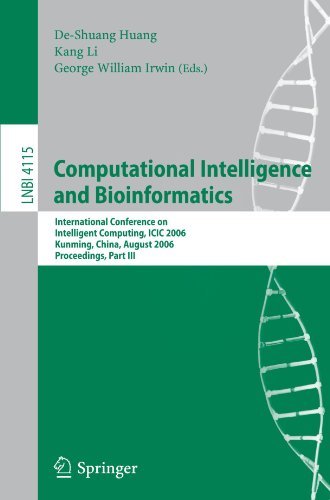 De-Shuang Huang
Kang Li
George William Irwin (Eds.)
LNBI 4115
Computational Intelligence
and Bioinformatics
International Conference on
Intelligent Computing, ICIC 2006
Kunming, China, August 2006
Proceedings, Part III
Springer